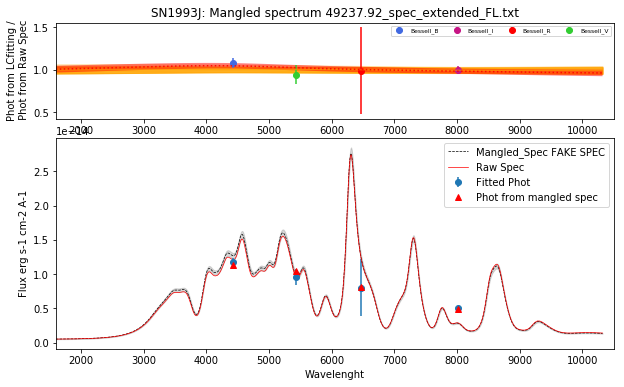 SN1993J: Mangled spectrum 49237.92_spec_extended_FL.txt
Phot from LCfitting /
Phot from Raw Spec
1.5
1.0
0.5
Bessell_B
Bessell_I
Bessell_R
Bessell_V
2000 3000 4000 5000 6000 7000 8000 9000 10000
1e-14
Flux erg s-1 cm-2 A-1
2.5
2.0
1.5
1.0
0.5
0.0
Mangled_Spec FAKE SPEC
Raw Spec
Fitted Phot
Phot from mangled spec
2000 3000 4000 5000 6000 7000 8000 9000 10000
Wavelenght